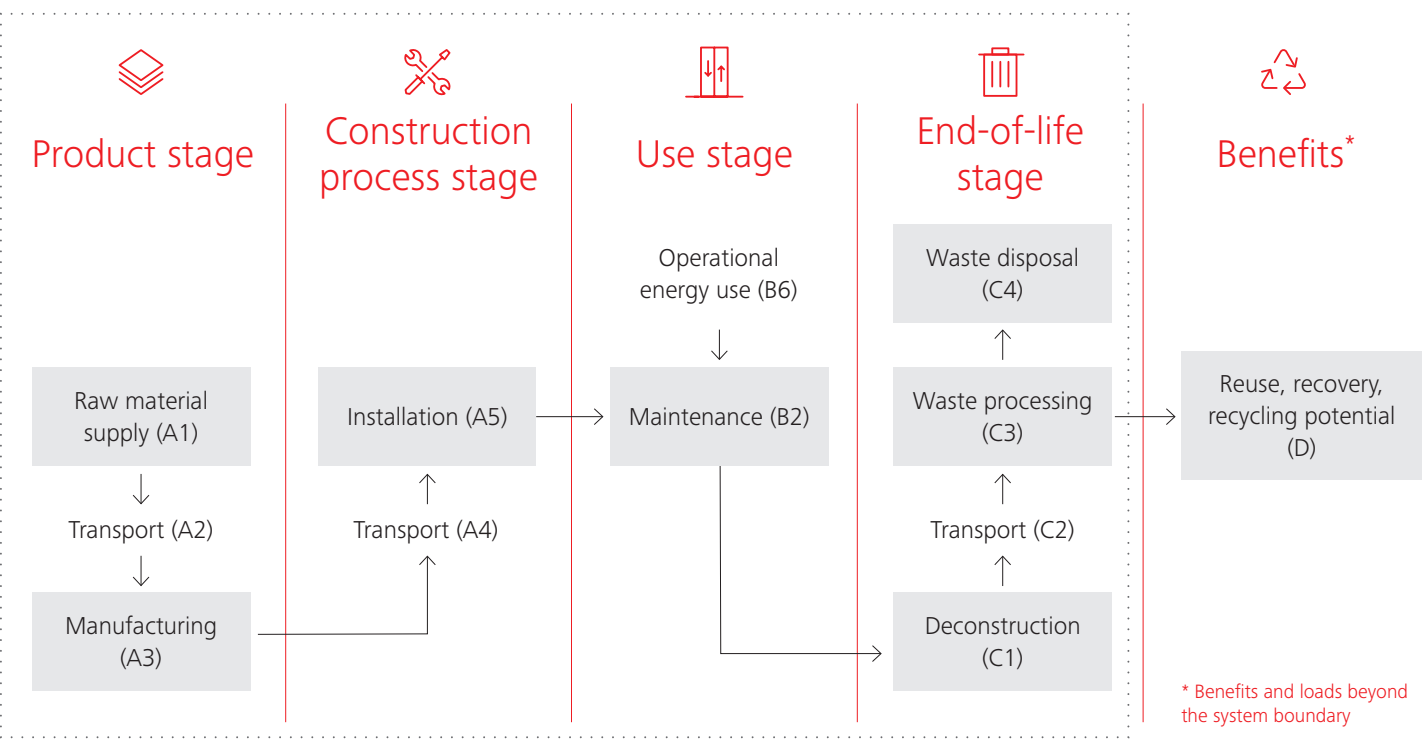 Product stage
Construction
process stage
Use stage
End-of-life
stage
Benefits*
Raw material
supply (A1)
Transport (A2)
Manufacturing
(A3)
Installation (A5)
Transport (A4)
Operational
energy use (B6)
Maintenance (B2)
Waste disposal
(C4)
Waste processing
(C3)
Transport (C2)
Deconstruction
(C1)
Reuse, recovery,
recycling potential
(D)
* Benefits and loads beyond
the system boundary